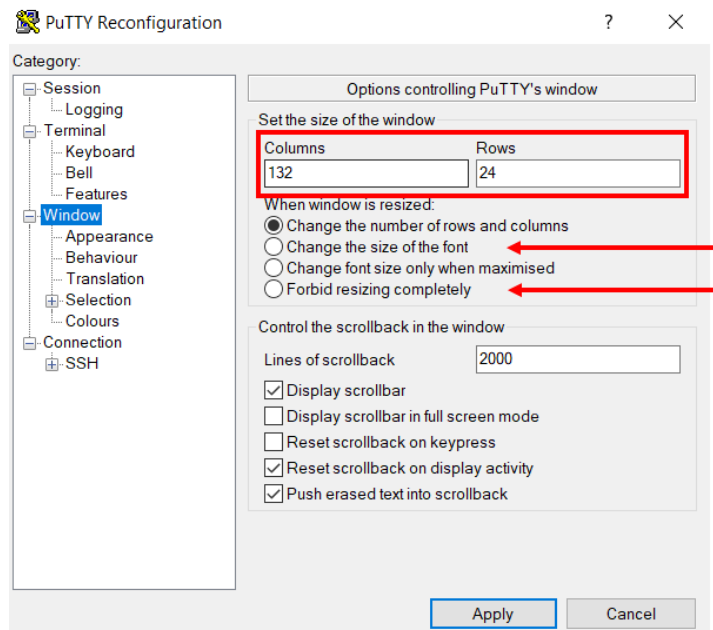 PuTTY Reconfiguration
?
Category:
Session
Logging
Terminal
Keyboard
Bell
Features
Window
Appearance
Behaviour
Translation
Selection
Colours
Connection
SSH
Options controlling PuTTY's window
Set the size of the window
Columns Rows
132 24
When window is resized:
Change the number of rows and columns
Change the size of the font
Change font size only when maximised
Forbid resizing completely
Control the scrollback in the window
Lines of scrollback 2000
Display scrollbar
Display scrollbar in full screen mode
Reset scrollback on keypress
Reset scrollback on display activity
Push erased text into scrollback
Apply Cancel